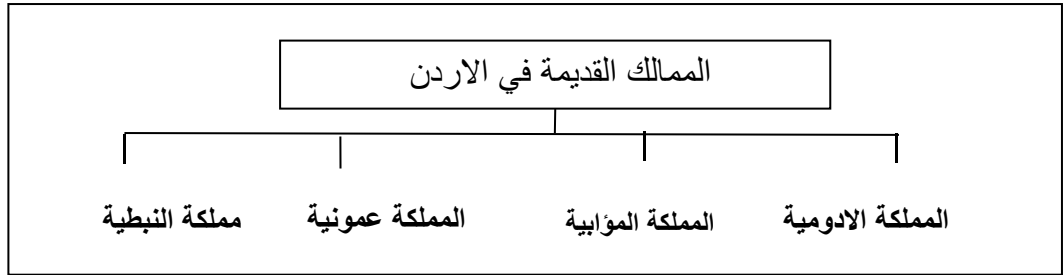 الممالك القديمة في الاردن
المملكة الادومية
المملكة المؤابية
المملكة عمونية
مملكة النبطية